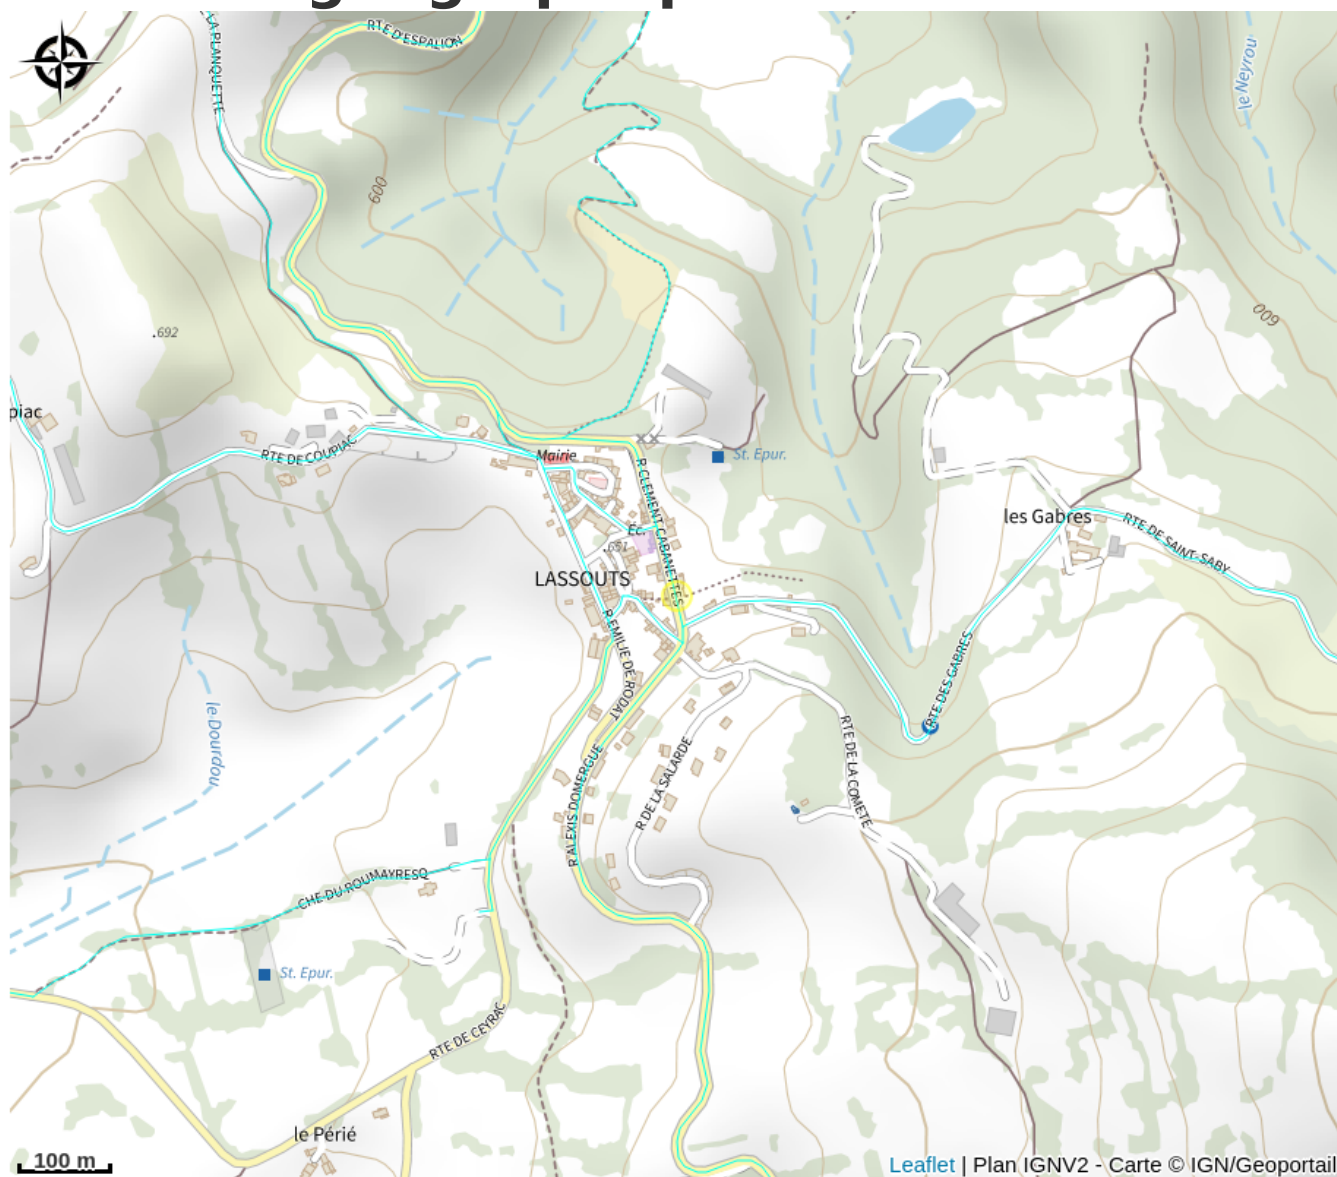 LA PLANQUETTE
RTE D'ESPALION
le Neyrou
600
.692
600
piac
RTE DE COUPIAC
Mairie
St. Epur.
R CLEMENT CABANETTES
Ec.
.651
les Gabres
RTE DE SAINT-SABY
LASSOUTS
R EMILIE DE RODAT
RTE DES GABRES
le Dourdou
R ALEXIS DOMERGUE
R DE LA SALARDE
RTE DE LA COMETE
CHE DU ROUMAYRESQ
St. Epur.
RTE DE CEYRAC
le Périé
100 m
Leaflet | Plan IGNV2 - Carte © IGN/Geoportail